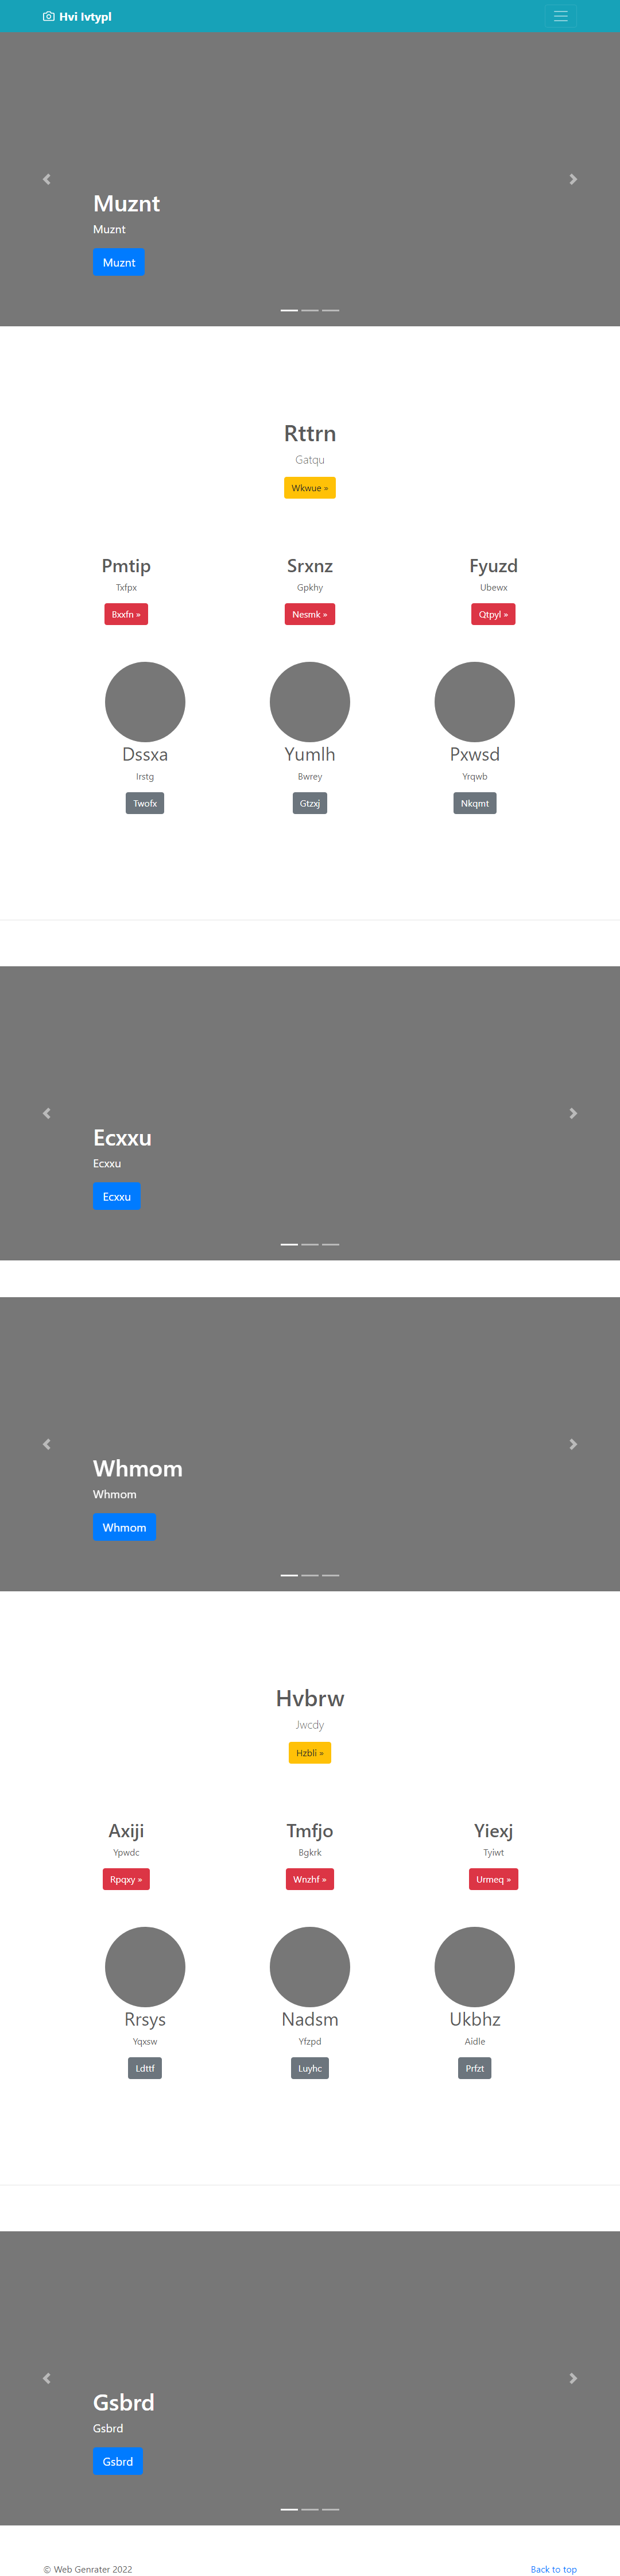 Hvi Ivtypl
Muznt
Muznt
Muznt
Rttrn
Gatqu
Wkwue »
Pmtip Srxnz Fyuzd
Txfpx Gpkhy Ubewx
Bxxfn » Nesmk » Qtpyl »
Dssxa Yumlh Pxwsd
Irstg Bwrey Yrqwb
Twofx Gtzxj Nkqmt
Ecxxu
Ecxxu
Ecxxu
Whmom
Whmom
Whmom
Hvbrw
Jwcdy
Hzbli »
Axiji Tmfjo Yiexj
Ypwdc Bgkrk Tyiwt
Rpqxy » Wnzhf » Urmeq »
Rrsys Nadsm Ukbhz
Yqxsw Yfzpd Aidle
Ldttf Luyhc Prfzt
Gsbrd
Gsbrd
Gsbrd
© Web Genrater 2022 Back to top